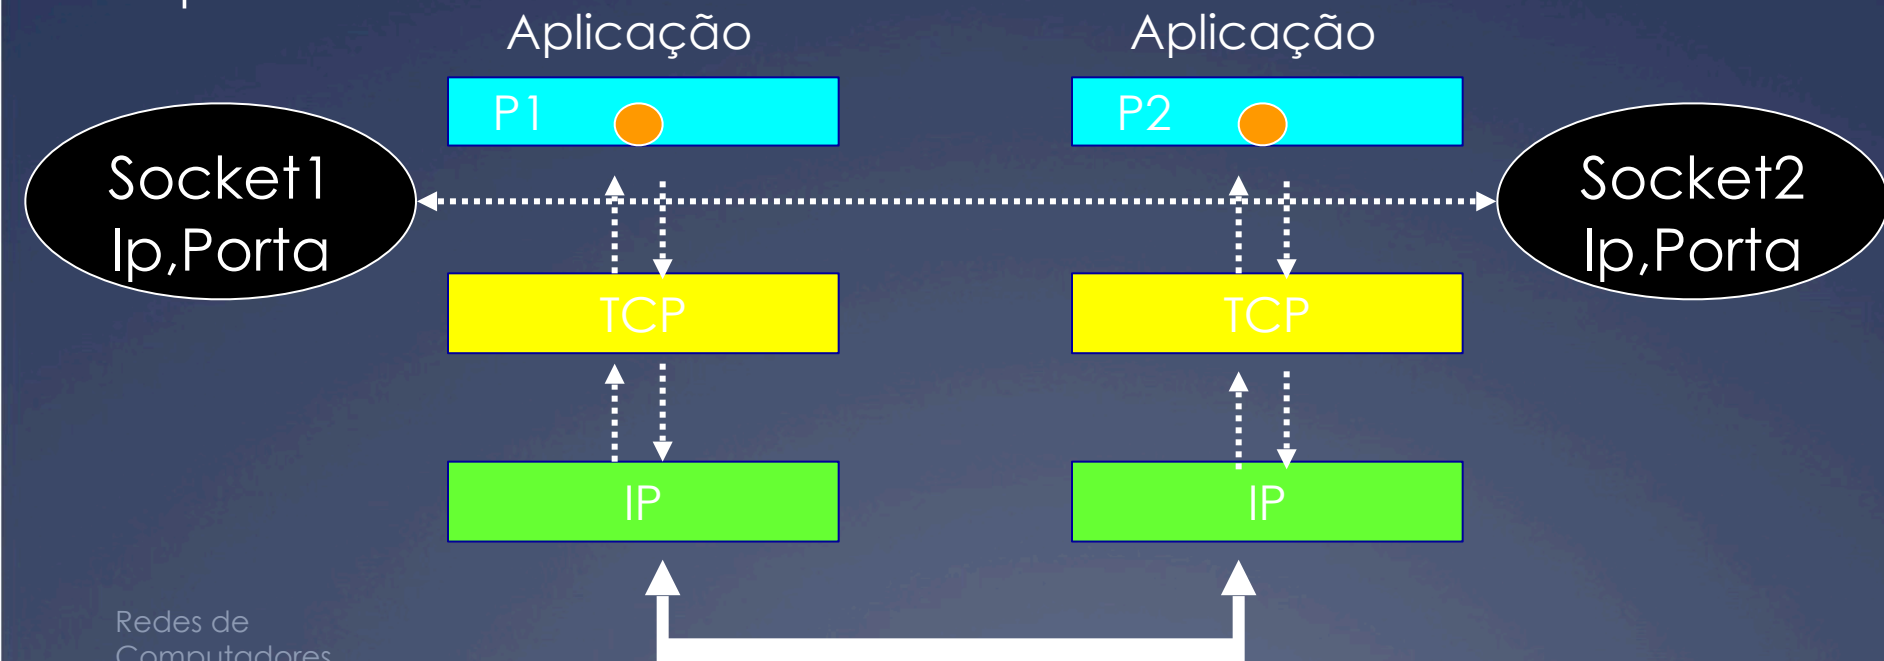 Aplicação
Aplicação
P1
P2
Socket1
Ip,Porta
Socket2
Ip,Porta
TCP
TCP
IP
IP
Redes de
Computadores